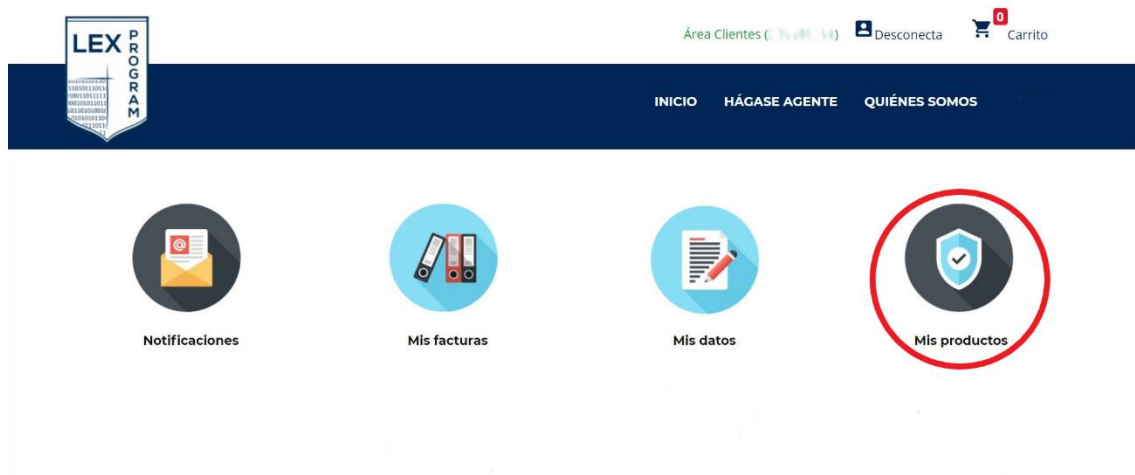 LEX PROGRAM
Área Clientes (
Desconecta
0
Carrito
INICIO HÁGASE AGENTE QUIÉNES SOMOS
@
Notificaciones
Mis facturas
Mis datos
Mis productos